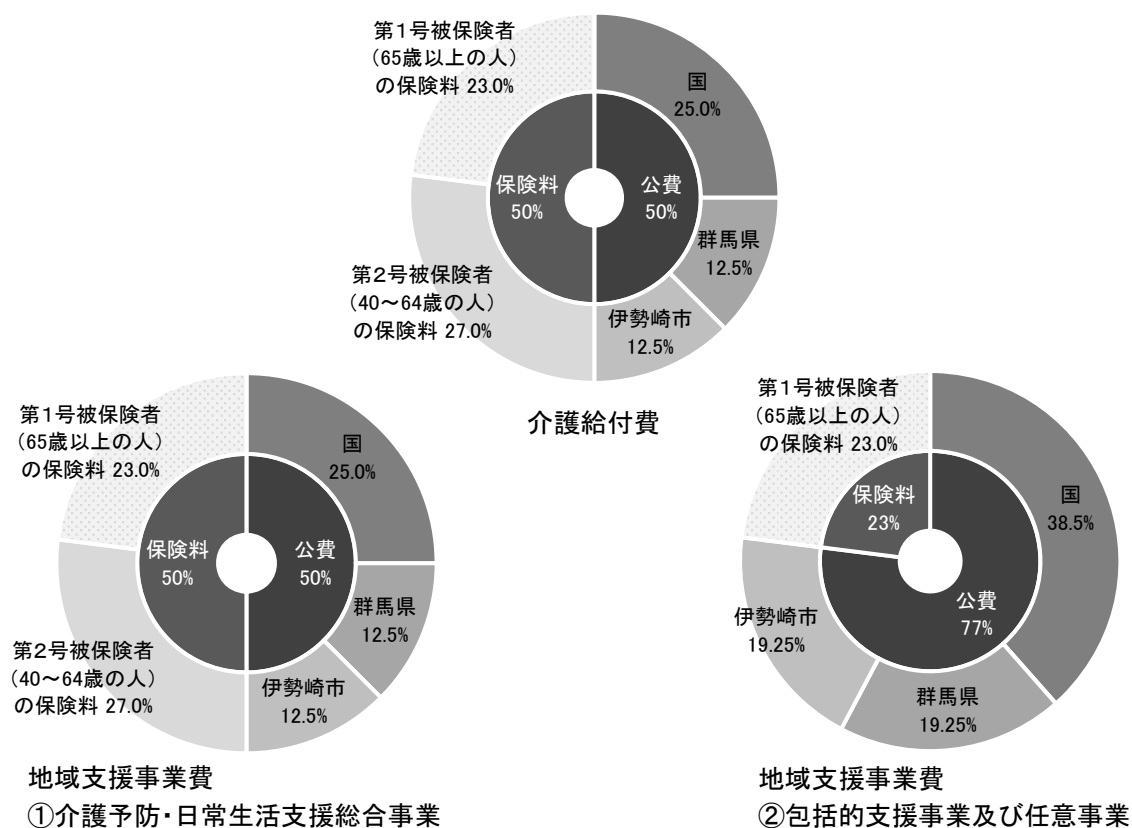 第1号被保険者
（65歳以上の人）
の保険料 23.0%
国
25.0%
保険料
50%
公費
50%
群馬県
12.5%
第2号被保険者
（40～64歳の人）
の保険料 27.0%
伊勢崎市
12.5%
介護給付費
第1号被保険者
（65歳以上の人）
の保険料 23.0%
国
25.0%
保険料
50%
公費
50%
群馬県
12.5%
第2号被保険者
（40～64歳の人）
の保険料 27.0%
伊勢崎市
12.5%
地域支援事業費
①介護予防・日常生活支援総合事業
第1号被保険者
（65歳以上の人）
の保険料 23.0%
保険料
23%
国
38.5%
公費
77%
伊勢崎市
19.25%
群馬県
19.25%
地域支援事業費
②包括的支援事業及び任意事業